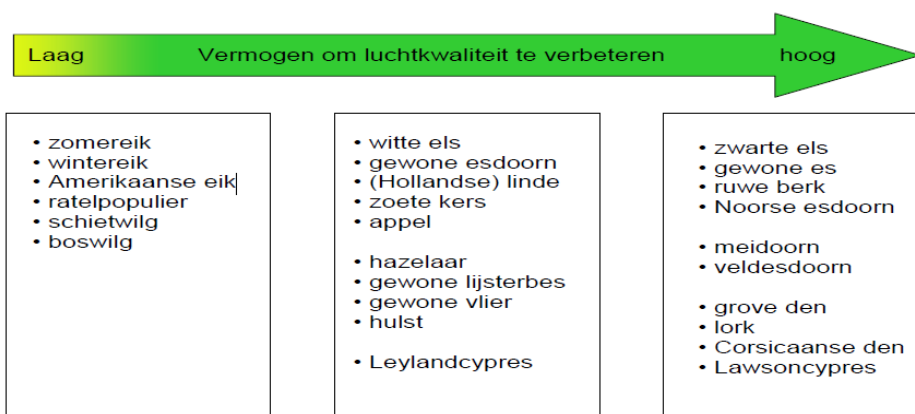 Laag Vermogen om luchtkwaliteit te verbeteren hoog
• zomereik
• wintereik
• Amerikaanse eik
• ratelpopulier
• schietwilg
• boswilg
• witte els
• gewone esdoorn
• (Hollandse) linde
• zoete kers
• appel
• hazelaar
• gewone lijsterbes
• gewone vlier
• hulst
• Leylandcypres
• zwarte els
• gewone es
• ruwe berk
• Noorse esdoorn
• meidoorn
• veldesdoorn
• grove den
• lork
• Corsicaanse den
• Lawsoncypres